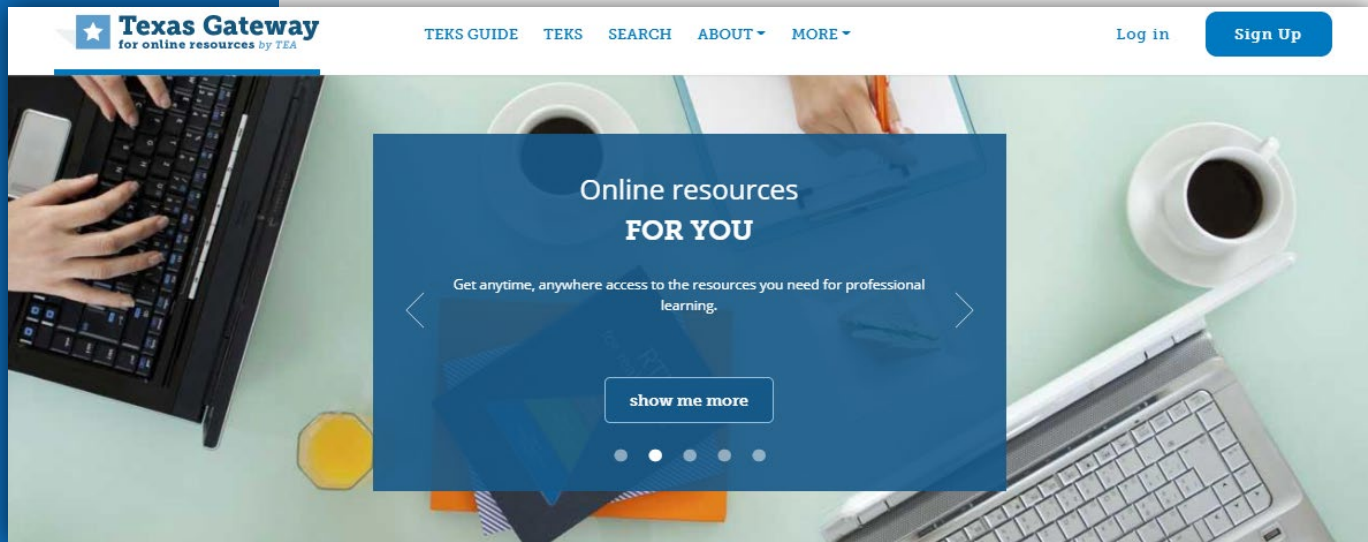 Texas Gateway
for online resources by TEA
TEKS GUIDE TEKS SEARCH ABOUT MORE Log in Sign Up
Online resources
FOR YOU
Get anytime, anywhere access to the resources you need for professional
learning.
show me more